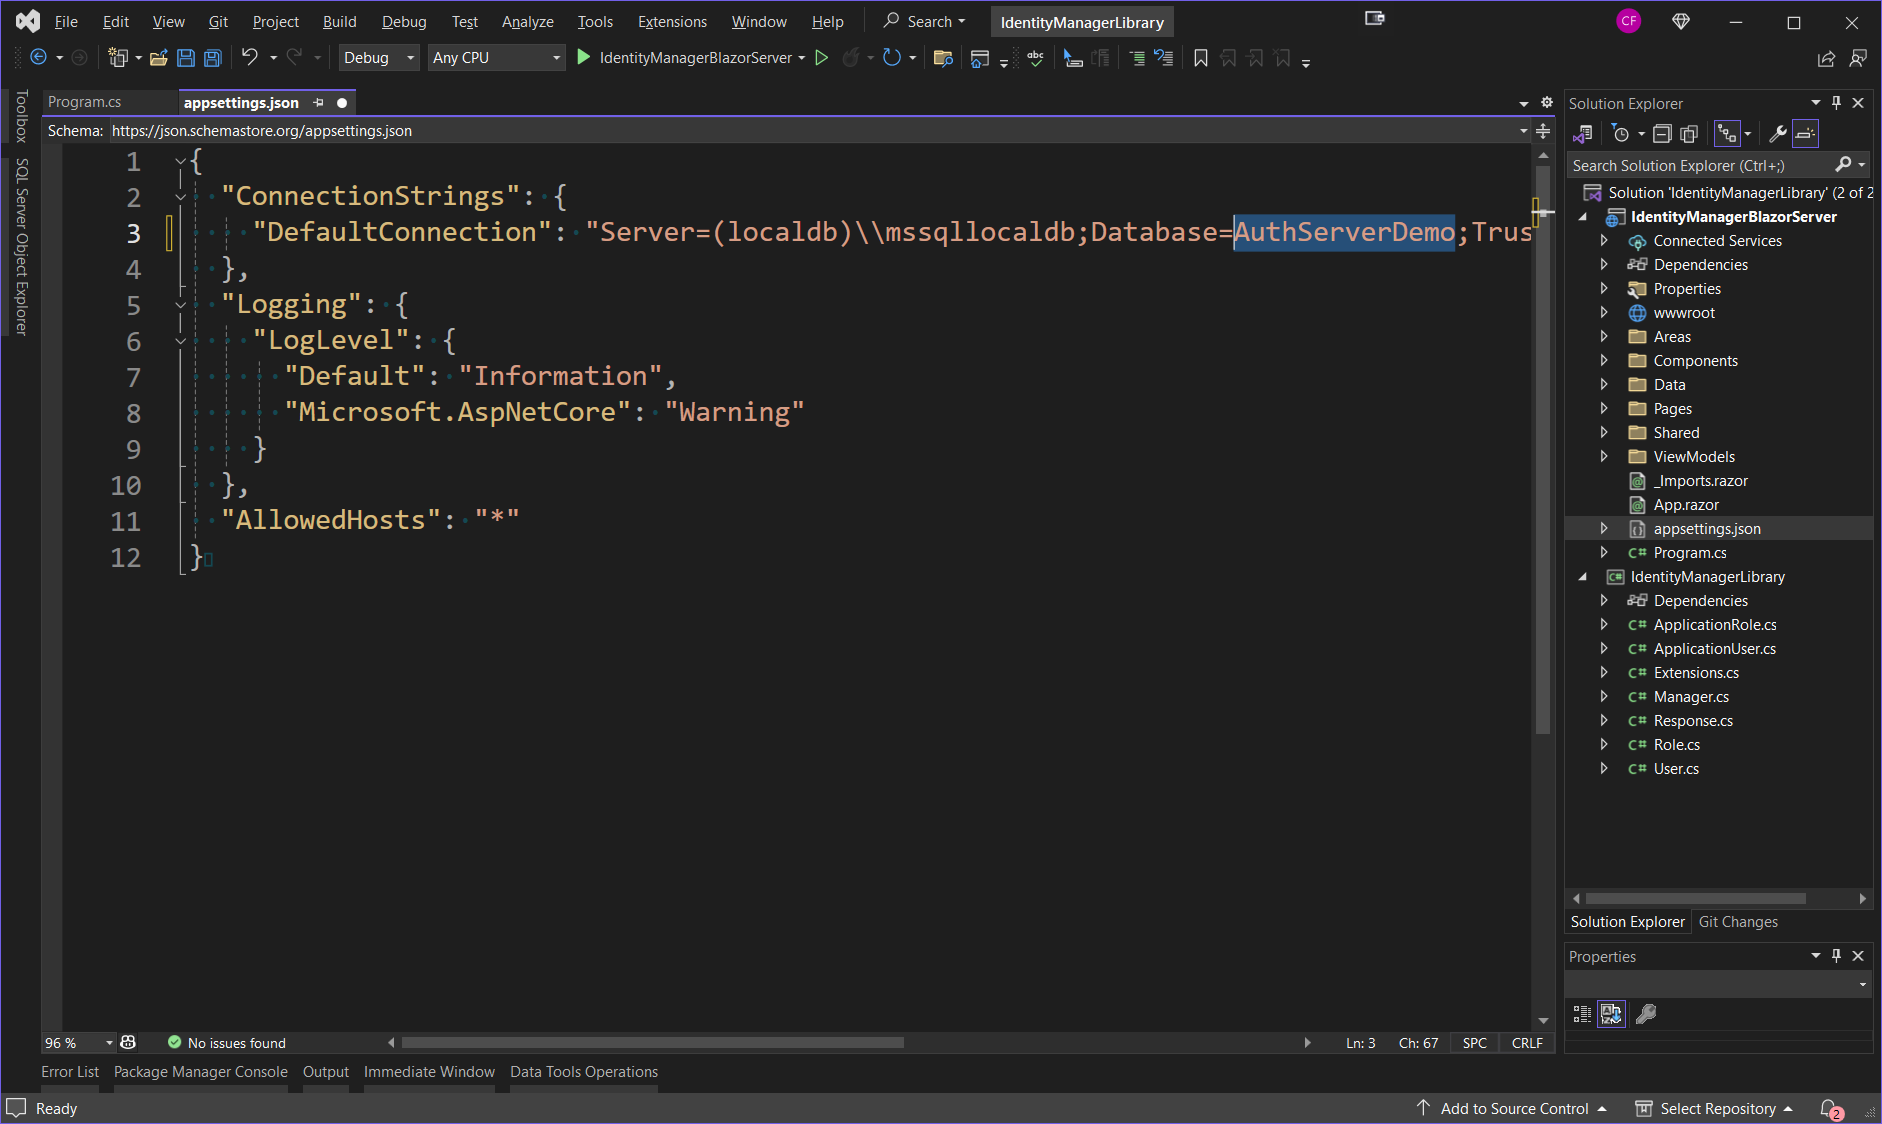 File Edit View Git Project Build Debug Test Analyze Tools Extensions Window Help Search IdentityManagerLibrary CF
Debug Any CPU IdentityManagerBlazorServer abc
Toolbox
SQL Server Object Explorer
Program.cs appsettings.json
Schema: https://json.schemastore.org/appsettings.json
1 {
2 "ConnectionStrings": {
3 "DefaultConnection": "Server=(localdb)\\mssqllocaldb;Database=AuthServerDemo;Trus
4 },
5 "Logging": {
6 "LogLevel": {
7 "Default": "Information",
8 "Microsoft.AspNetCore": "Warning"
9 }
10 },
11 "AllowedHosts": "*"
12 }
96 % No issues found Ln: 3 Ch: 67 SPC CRLF
Error List Package Manager Console Output Immediate Window Data Tools Operations
Solution Explorer
Search Solution Explorer (Ctrl+;)
Solution 'IdentityManagerLibrary' (2 of 2
IdentityManagerBlazorServer
Connected Services
Dependencies
Properties
wwwroot
Areas
Components
Data
Pages
Shared
ViewModels
_Imports.razor
App.razor
appsettings.json
C# Program.cs
C# IdentityManagerLibrary
Dependencies
C# ApplicationRole.cs
C# ApplicationUser.cs
C# Extensions.cs
C# Manager.cs
C# Response.cs
C# Role.cs
C# User.cs
Solution Explorer Git Changes
Properties
Ready Add to Source Control Select Repository 2